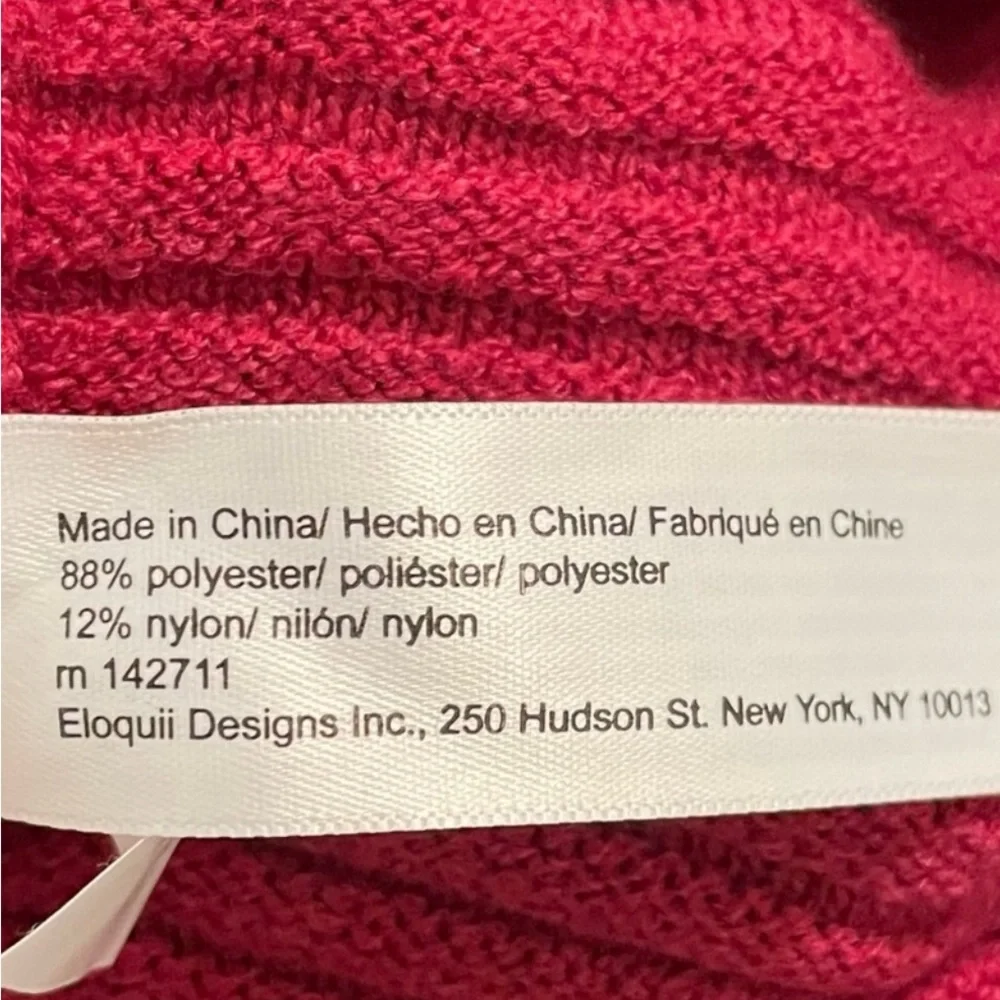 Made in China/ Hecho en China/ Fabriqué en Chine
88% polyester/ poliéster/ polyester
12% nylon/ nilón/ nylon
m 142711
Eloquii Designs Inc., 250 Hudson St. New York, NY 10013